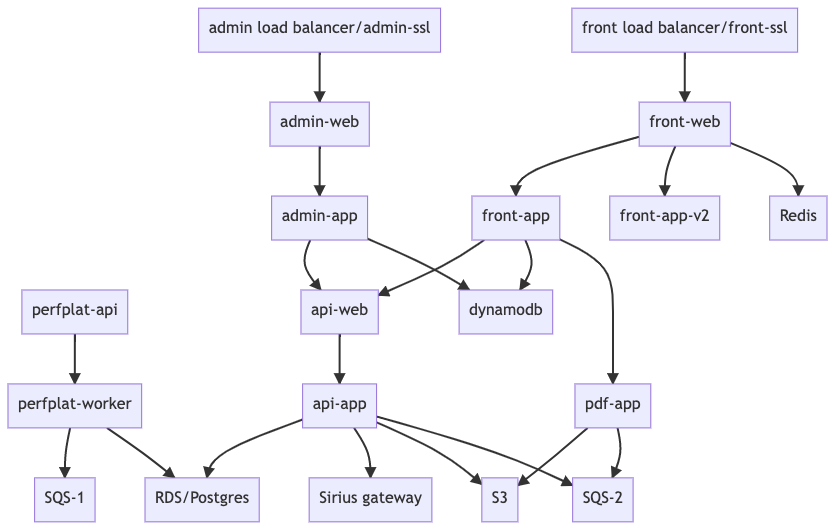 admin load balancer/admin-ssl
front load balancer/front-ssl
admin-web
front-web
admin-app
front-app
front-app-v2
Redis
perfplat-api
api-web
dynamodb
perfplat-worker
api-app
pdf-app
SQS-1
RDS/Postgres
Sirius gateway
S3
SQS-2